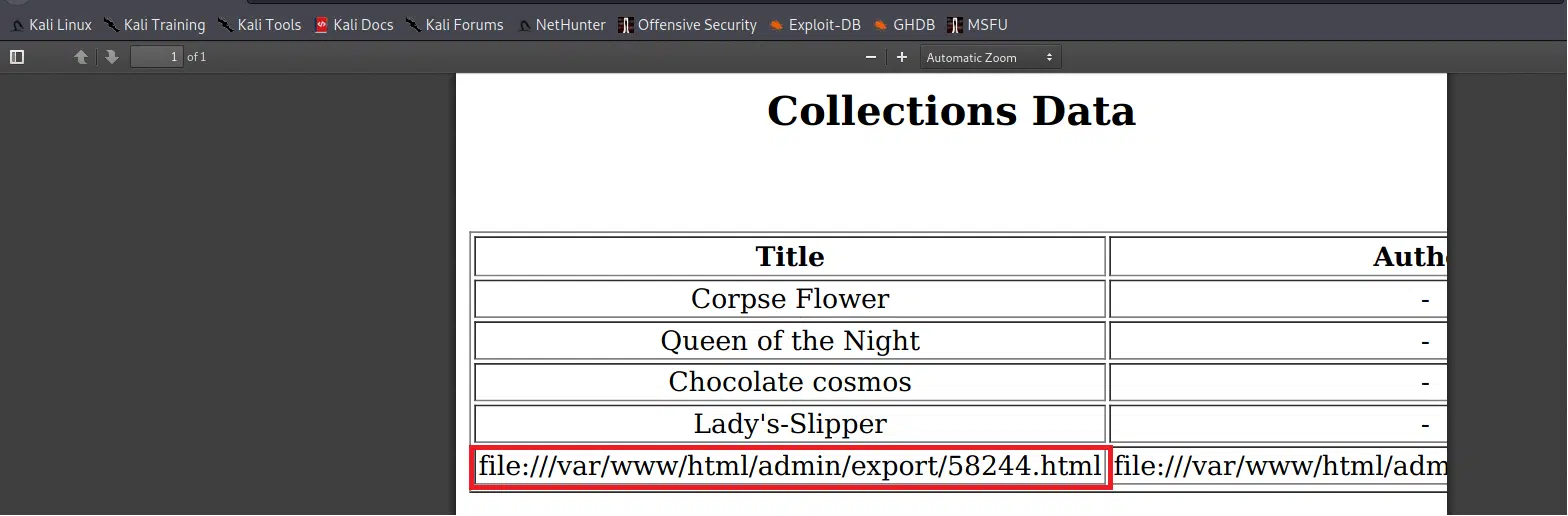 Kali Linux Kali Training Kali Tools Kali Docs Kali Forums NetHunter Offensive Security Exploit-DB GHDB MSFU
1 of 1 Automatic Zoom
Collections Data
Title Autho
Corpse Flower -
Queen of the Night -
Chocolate cosmos -
Lady's-Slipper -
file:///var/www/html/admin/export/58244.html file:///var/www/html/adm